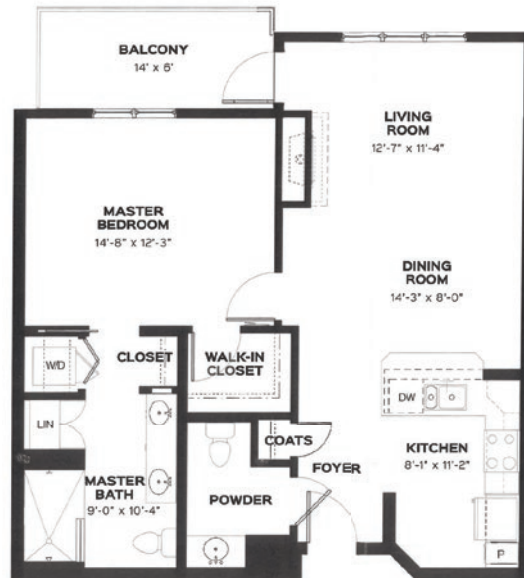 BALCONY
14' x 6'
LIVING
ROOM
12'-7" x 11'-4"
MASTER
BEDROOM
14'-8" x 12'-3"
DINING
ROOM
14'-3" x 8'-0"
W/D
CLOSET
WALK-IN
CLOSET
DW
LIN
COATS
KITCHEN
8'-1" x 11'-2"
FOYER
MASTER
BATH
9'-0" x 10'-4"
POWDER
P